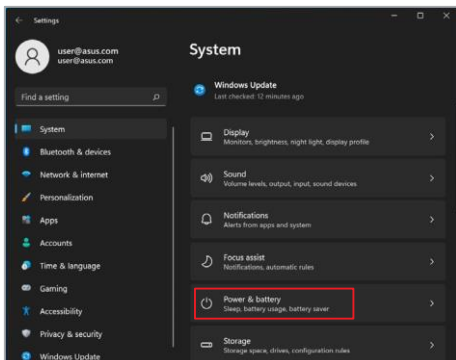 Settings
user@asus.com
user@asus.com
Find a setting
System
Bluetooth & devices
Network & internet
Personalization
Apps
Accounts
Time & language
Gaming
Accessibility
Privacy & security
Windows Update
System
Windows Update
Last checked: 12 minutes ago
Display
Monitors, brightness, night light, display profile
Sound
Volume levels, output, input, sound devices
Notifications
Alerts from apps and system
Focus assist
Notifications, automatic rules
Power & battery
Sleep, battery usage, battery saver
Storage
Storage space, drives, configuration rules